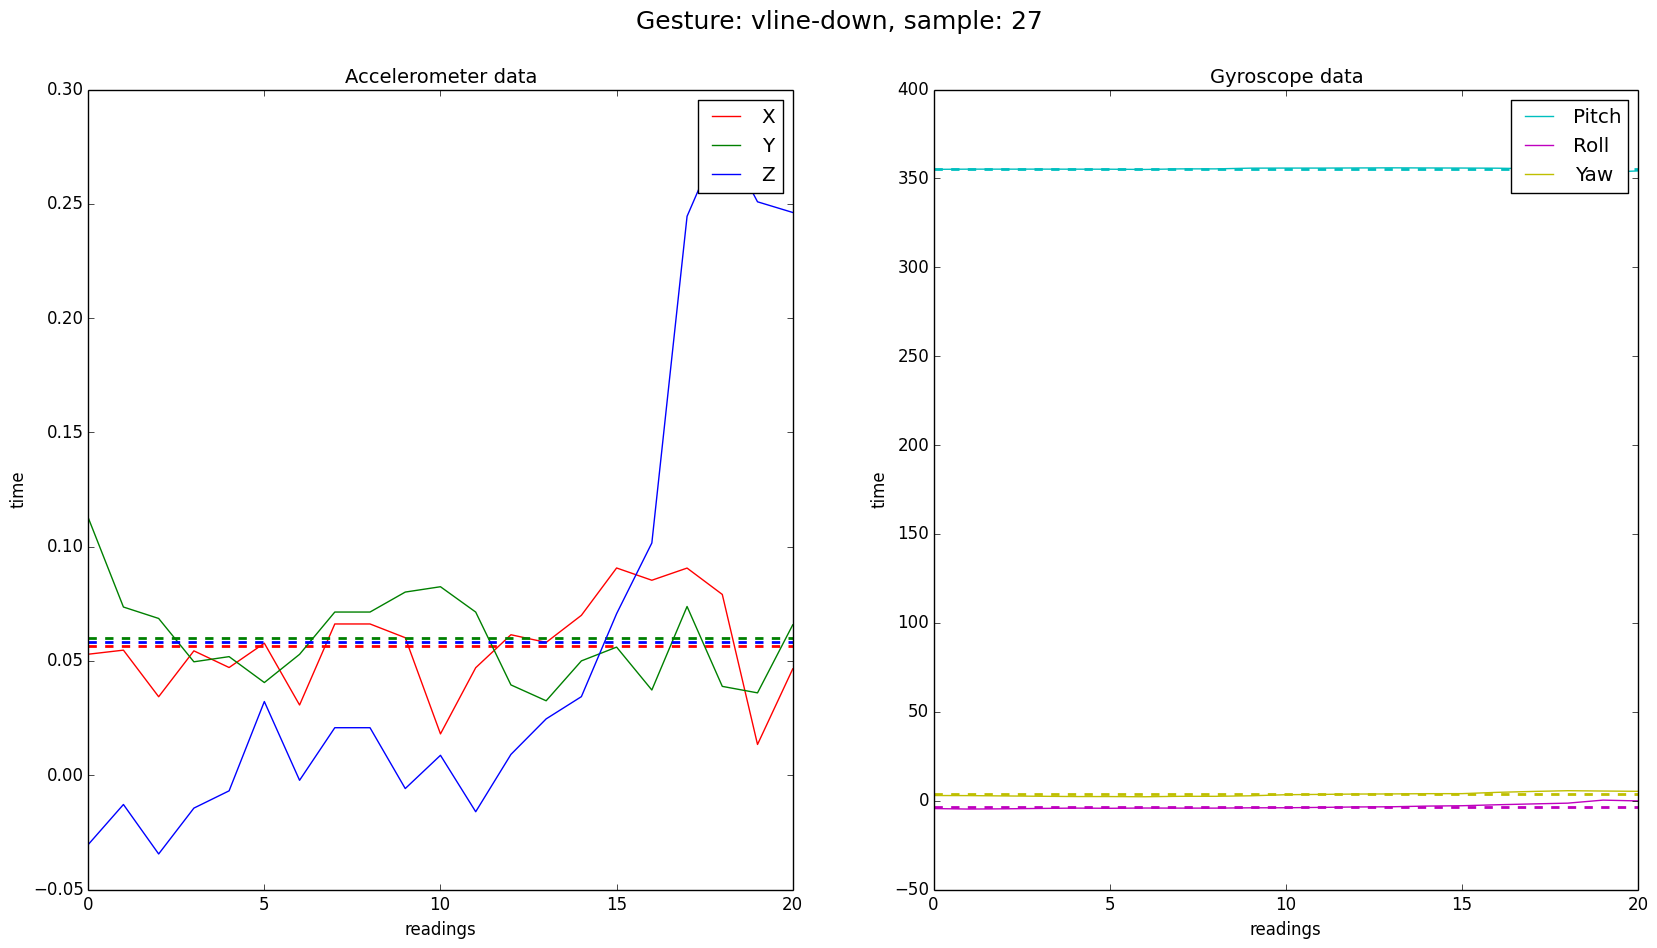 Gesture: vline-down, sample: 27
Accelerometer data
0.30
0.25
0.20
0.15
0.10
0.05
0.00
−0.05
0
5
10
15
20
time
readings
X
Y
Z
Gyroscope data
400
350
300
250
200
150
100
50
0
−50
0
5
10
15
20
time
readings
Pitch
Roll
Yaw